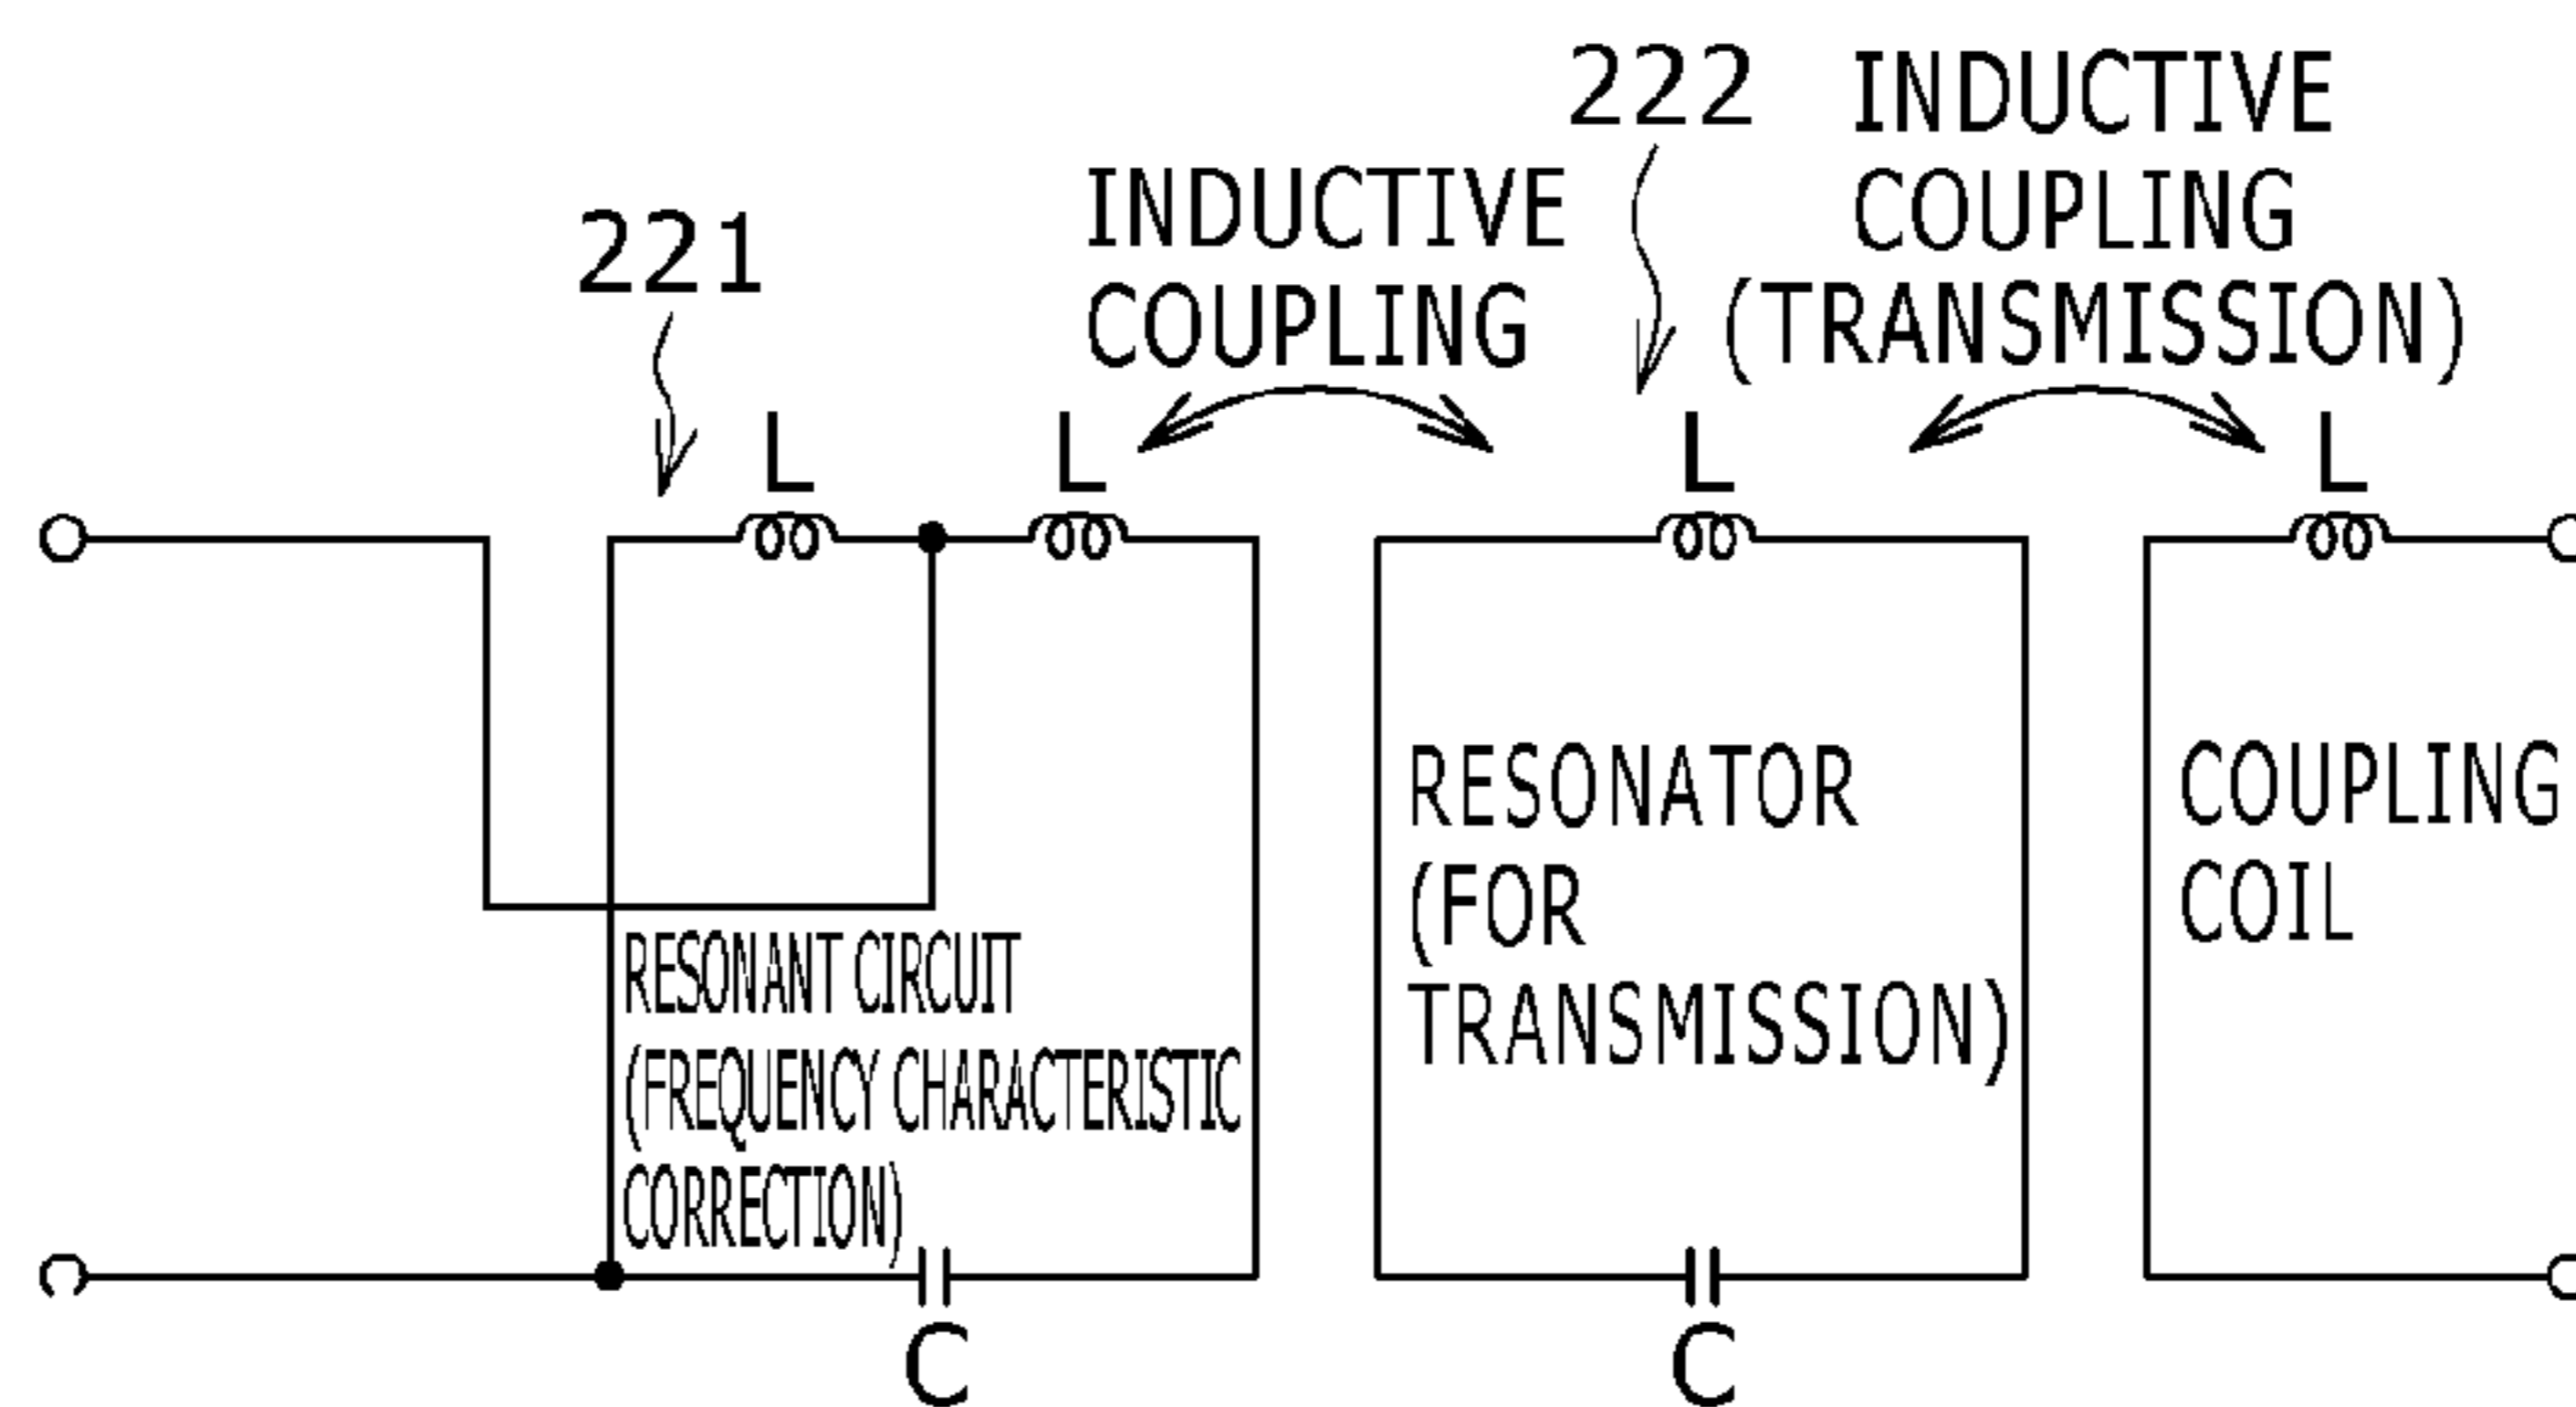 222
INDUCTIVE
COUPLING
(TRANSMISSION)
221
INDUCTIVE
COUPLING
L
L
L
L
RESONANT CIRCUIT
(FREQUENCY CHARACTERISTIC
CORRECTION)
RESONATOR
(FOR
TRANSMISSION)
COUPLING
COIL
C
C